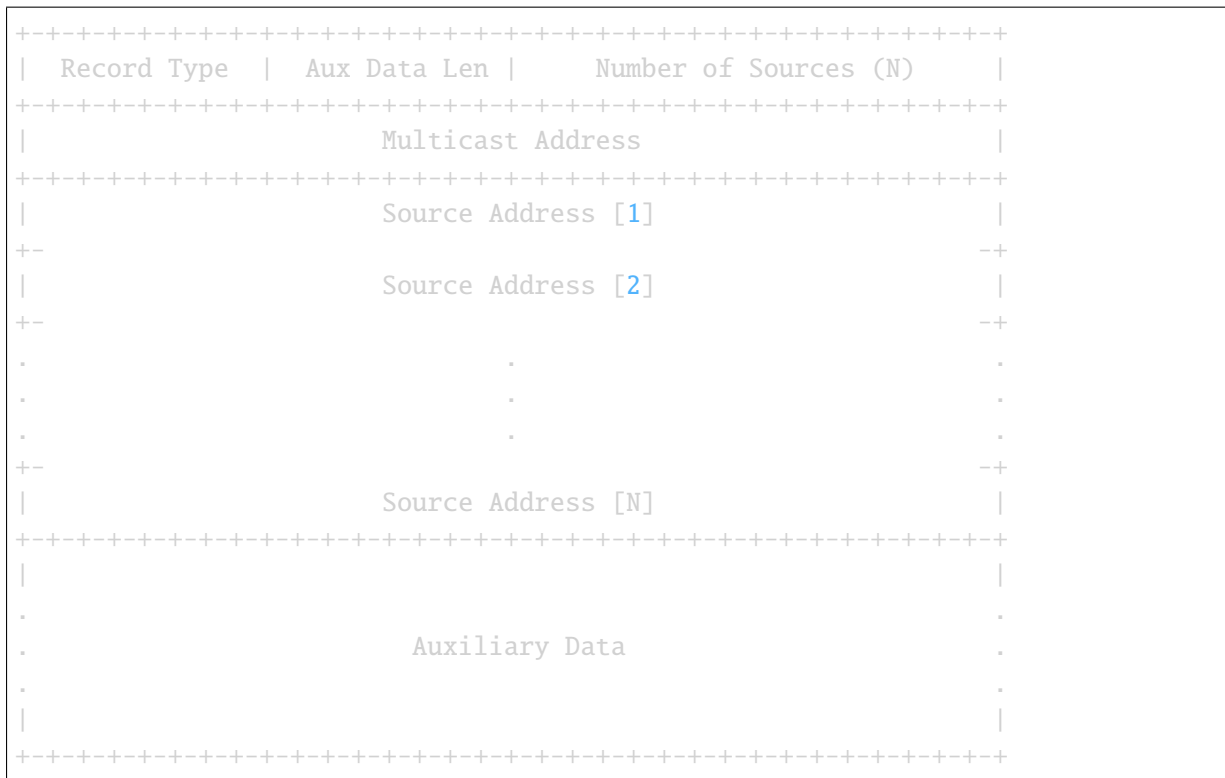 +-+-+-+-+-+-+-+-+-+-+-+-+-+-+-+-+-+-+-+-+-+-+-+-+-+-+-+-+-+-+-+-+
|  Record Type  |  Aux Data Len |     Number of Sources (N)     |
+-+-+-+-+-+-+-+-+-+-+-+-+-+-+-+-+-+-+-+-+-+-+-+-+-+-+-+-+-+-+-+-+
|                       Multicast Address                       |
+-+-+-+-+-+-+-+-+-+-+-+-+-+-+-+-+-+-+-+-+-+-+-+-+-+-+-+-+-+-+-+-+
|                       Source Address [1]                      |
+-                                                             -+
|                       Source Address [2]                      |
+-                                                             -+
.                               .                               .
.                               .                               .
.                               .                               .
+-                                                             -+
|                       Source Address [N]                      |
+-+-+-+-+-+-+-+-+-+-+-+-+-+-+-+-+-+-+-+-+-+-+-+-+-+-+-+-+-+-+-+-+
|                                                               |
.                                                               .
.                         Auxiliary Data                        .
.                                                               .
|                                                               |
+-+-+-+-+-+-+-+-+-+-+-+-+-+-+-+-+-+-+-+-+-+-+-+-+-+-+-+-+-+-+-+-+